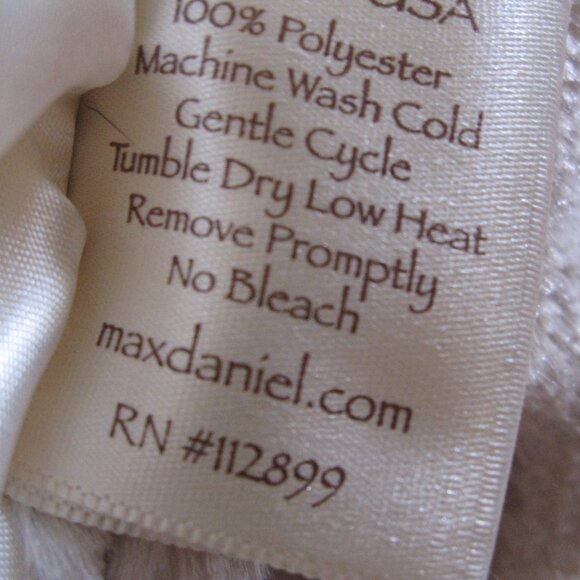 USA
100% Polyester
Machine Wash Cold
Gentle Cycle
Tumble Dry Low Heat
Remove Promptly
No Bleach
maxdaniel.com
RN #112899